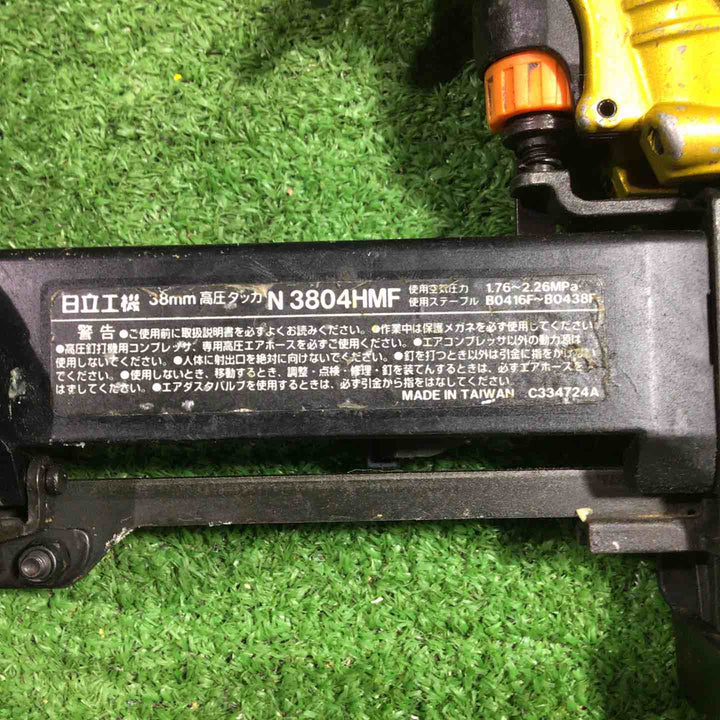 日立工機 38mm 高圧タッカ N 3804HMF 使用空気圧力 1.76~2.26MPa
使用ステープル B0416F~B0438F
警告 ●ご使用前に取扱説明書を必ずよくお読みください。●作業中は保護メガネを必ず使用してください。
●高圧釘打機用コンプレッサ、専用高圧エアホースを必ずご使用ください。●エアコンプレッサ以外の動力源は
使用しないでください。●人体に射出口を絶対に向けないでください。●釘を打つとき以外は引金に指をかけない
でください。●使用しないとき、移動するとき、調整・点検・修理・釘を装てんするときは、必ずエアホースを
はずしてください。●エアダスタバルブを使用するときは、必ず引金から指をはなしてください。
MADE IN TAIWAN C334724A